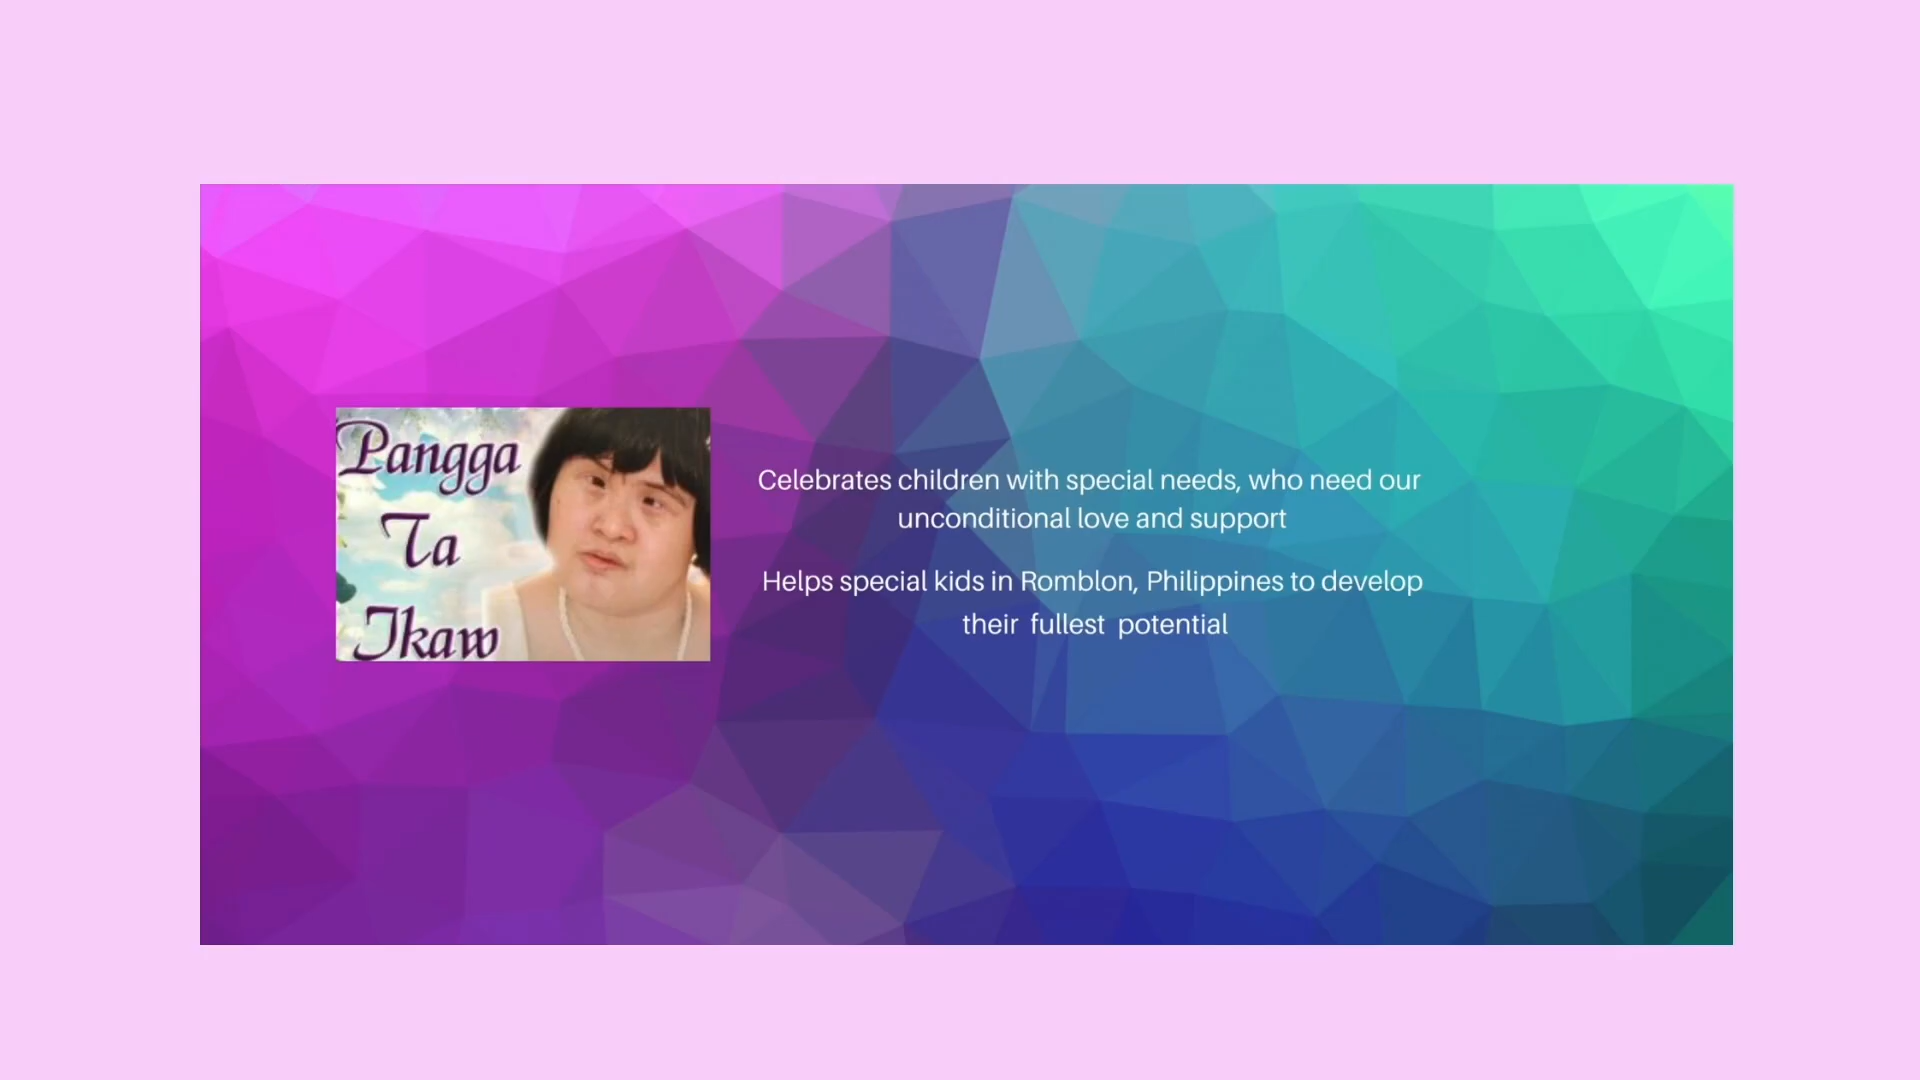 Pangga
Ta
Ikaw
Celebrates children with special needs, who need our
unconditional love and support
Helps special kids in Romblon, Philippines to develop
their fullest potential